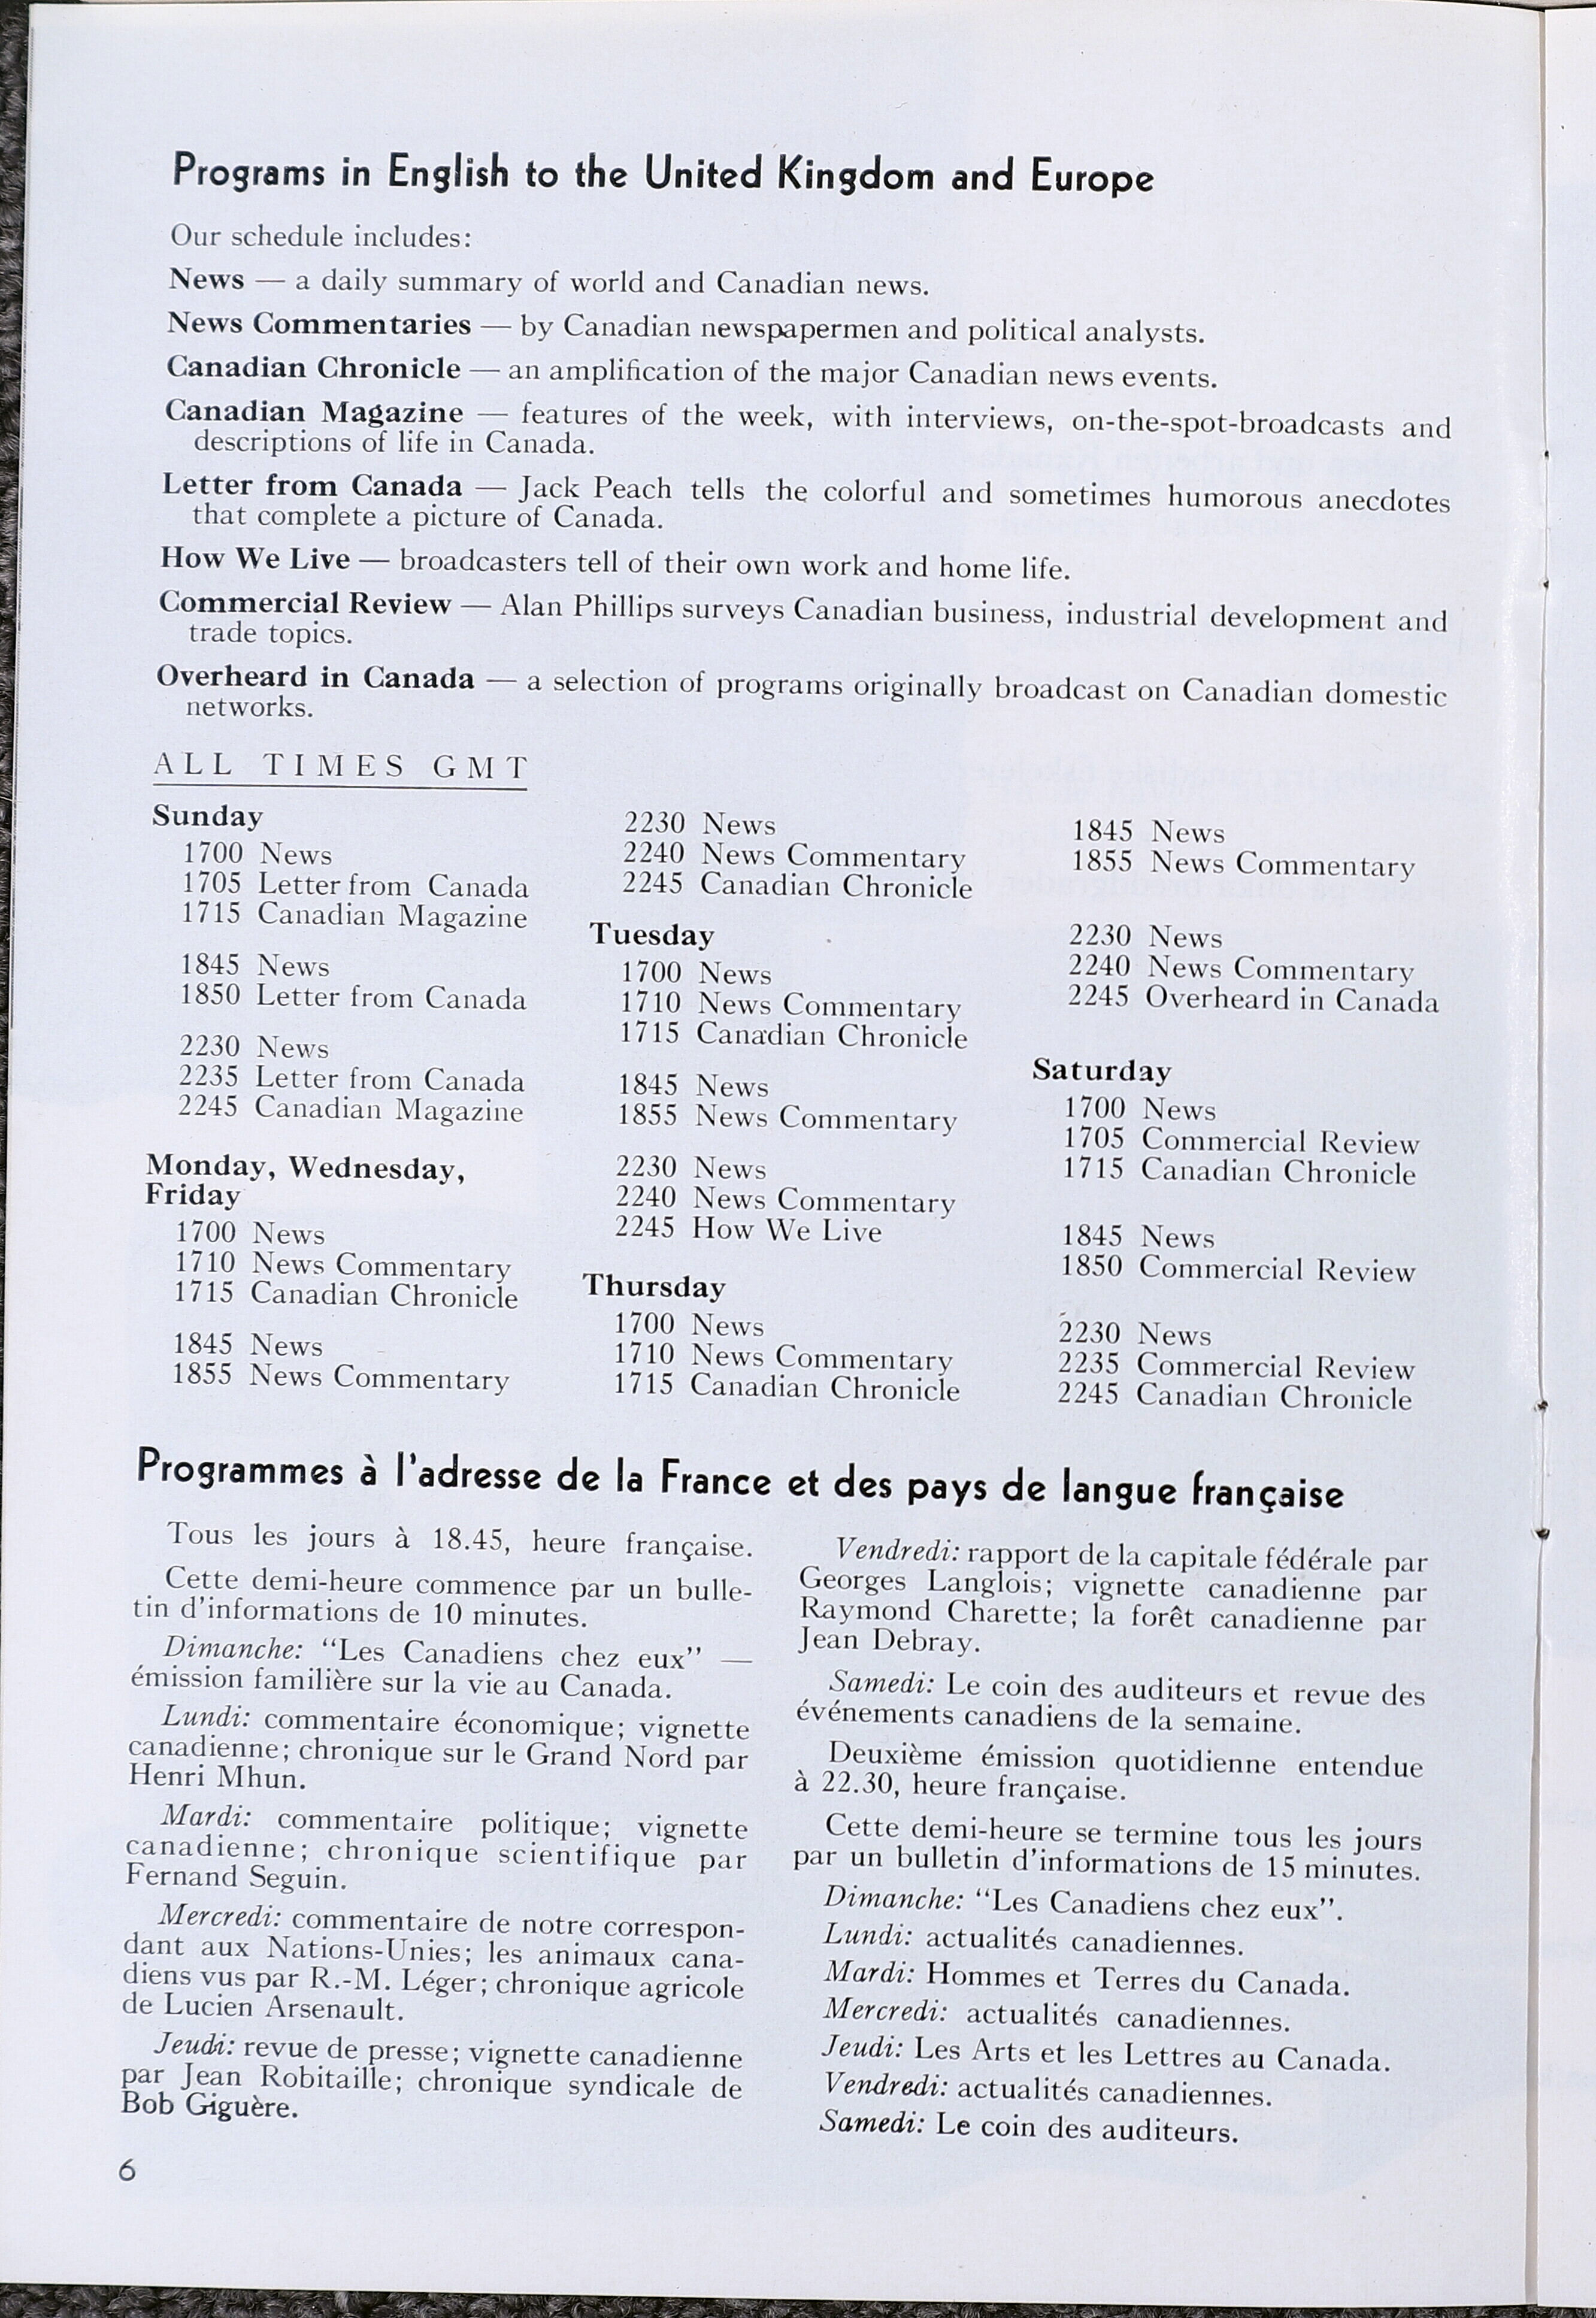 Programs in English to the United Kingdom and Europe
Our schedule includes:
News — a daily summary of world and Canadian news.
News Commentaries — by Canadian newspapermen and political analysts.
Canadian Chronicle — an amplification of the major Canadian news events.
Canadian Magazine — features of the week, with interviews, on-the-spot-broadcasts and
descriptions of life in Canada.
Letter from Canada — Jack Peach tells the colorful and sometimes humorous anecdotes
that complete a picture of Canada.
How We Live — broadcasters tell of their own work and home life.
Commercial Review — Alan Phillips surveys Canadian business, industrial development and
trade topics.
Overheard in Canada — a selection of programs originally broadcast on Canadian domestic
networks.
ALL TIMES GMT
Sunday
1700 News
1705 Letter from Canada
1715 Canadian Magazine
1845 News
1850 Letter from Canada
2230 News
2235 Letter from Canada
2245 Canadian Magazine
Monday, Wednesday,
Friday
1700 News
1710 News Commentary
1715 Canadian Chronicle
1845 News
1855 News Commentary
2230 News
2240 News Commentary
2245 Canadian Chronicle
Tuesday
1700 News
1710 News Commentary
1715 Canadian Chronicle
1845 News
1855 News Commentary
2230 News
2240 News Commentary
2245 How We Live
Thursday
1700 News
1710 News Commentary
1715 Canadian Chronicle
1845 News
1855 News Commentary
2230 News
2240 News Commentary
2245 Overheard in Canada
Saturday
1700 News
1705 Commercial Review
1715 Canadian Chronicle
1845 News
1850 Commercial Review
2230 News
2235 Commercial Review
2245 Canadian Chronicle
Programmes à l'adresse de la France et des pays de langue française
Tous les jours à 18.45, heure française.
Cette demi-heure commence par un bulle-
tin d'informations de 10 minutes.
Dimanche: "Les Canadiens chez eux" —
émission familière sur la vie au Canada.
Lundi: commentaire économique; vignette
canadienne; chronique sur le Grand Nord par
Henri Mhun.
Mardi: commentaire politique; vignette
canadienne; chronique scientifique par
Fernand Seguin.
Mercredi: commentaire de notre correspon-
dant aux Nations-Unies; les animaux cana-
diens vus par R.-M. Léger; chronique agricole
de Lucien Arsenault.
Jeudi: revue de presse; vignette canadienne
par Jean Robitaille; chronique syndicale de
Bob Giguère.
Vendredi: rapport de la capitale fédérale par
Georges Langlois; vignette canadienne par
Raymond Charette; la forêt canadienne par
Jean Debray.
Samedi: Le coin des auditeurs et revue des
événements canadiens de la semaine.
Deuxième émission quotidienne entendue
à 22.30, heure française.
Cette demi-heure se termine tous les jours
par un bulletin d'informations de 15 minutes.
Dimanche: "Les Canadiens chez eux".
Lundi: actualités canadiennes.
Mardi: Hommes et Terres du Canada.
Mercredi: actualités canadiennes.
Jeudi: Les Arts et les Lettres au Canada.
Vendredi: actualités canadiennes.
Samedi: Le coin des auditeurs.
6